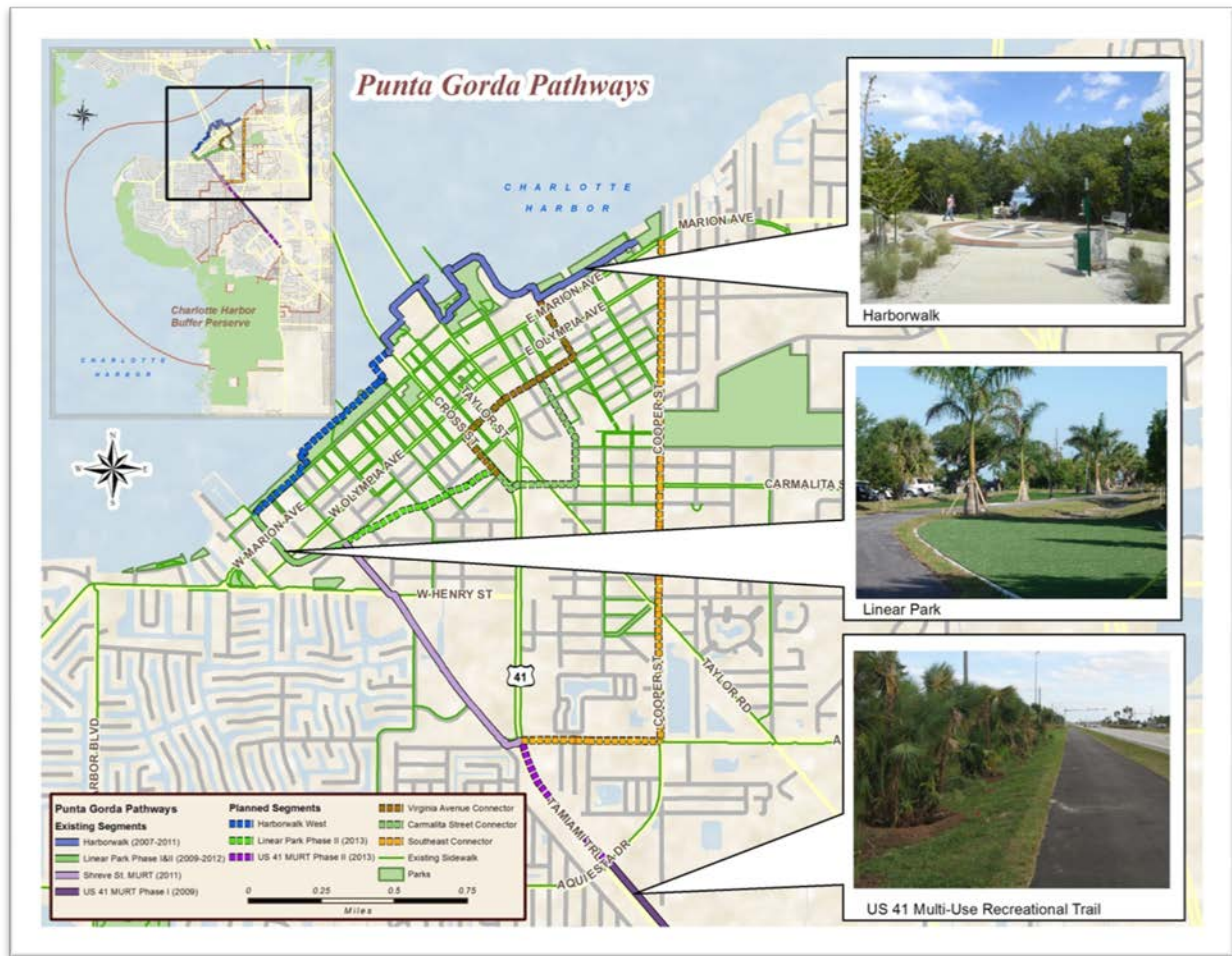 Punta Gorda Pathways
CHARLOTTE
HARBOR
Charlotte Harbor
Buffer Perserve
CHARLOTTE
HARBOR
N
W
E
S
MARION AVE
E MARION AVE
E OLYMPIA AVE
TAYLOR ST
CROSS ST
COOPER ST
W OLYMPIA AVE
CARMALITA S
W MARION AVE
W HENRY ST
41
COOPER ST
TAYLOR RD
ARBOR BLVD
A
TAMIAMI TRL
AQUIESTA DR
Harborwalk
Linear Park
US 41 Multi-Use Recreational Trail
Punta Gorda Pathways
Existing Segments
Harborwalk (2007-2011)
Linear Park Phase I&II (2009-2012)
Shreve St. MURT (2011)
US 41 MURT Phase I (2009)
Planned Segments
Harborwalk West
Linear Park Phase II (2013)
US 41 MURT Phase II (2013)
Virginia Avenue Connector
Carmalita Street Connector
Southeast Connector
Existing Sidewalk
Parks
0 0.25 0.5 0.75
Miles